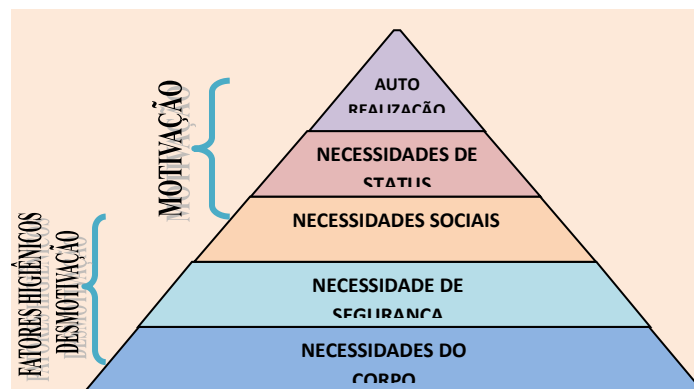 MOTIVAÇÃO
FATORES HIGIÊNICOS
DESMOTIVAÇÃO
AUTO
REALIZAÇÃO
NECESSIDADES DE
STATUS
NECESSIDADES SOCIAIS
NECESSIDADE DE
SEGURANÇA
NECESSIDADES DO
CORPO